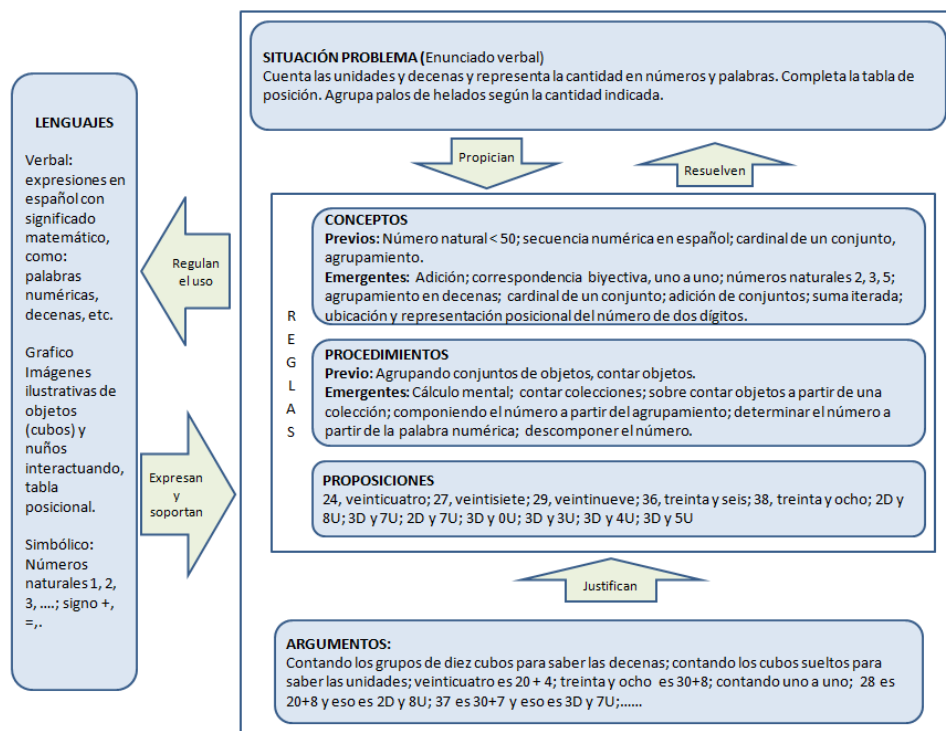 SITUACIÓN PROBLEMA (Enunciado verbal)
Cuenta las unidades y decenas y representa la cantidad en números y palabras. Completa la tabla de
posición. Agrupa palos de helados según la cantidad indicada.
LENGUAJES
Verbal:
expresiones en
español con
significado
matemático,
como:
palabras
numéricas,
decenas, etc.
Grafico
Imágenes
ilustrativas de
objetos
(cubos) y
nuños
interactuando,
tabla
posicional.
Simbólico:
Números
naturales 1, 2,
3, ....; signo +,
=,.
Propician
Resuelven
Regulan
el uso
Expresan
y
soportan
R
E
G
L
A
S
CONCEPTOS
Previos: Número natural < 50; secuencia numérica en español; cardinal de un conjunto,
agrupamiento.
Emergentes: Adición; correspondencia biyectiva, uno a uno; números naturales 2, 3, 5;
agrupamiento en decenas; cardinal de un conjunto; adición de conjuntos; suma iterada;
ubicación y representación posicional del número de dos dígitos.
PROCEDIMIENTOS
Previo: Agrupando conjuntos de objetos, contar objetos.
Emergentes: Cálculo mental; contar colecciones; sobre contar objetos a partir de una
colección; componiendo el número a partir del agrupamiento; determinar el número a
partir de la palabra numérica; descomponer el número.
PROPOSICIONES
24, veinticuatro; 27, veintisiete; 29, veintinueve; 36, treinta y seis; 38, treinta y ocho; 2D y
8U; 3D y 7U; 2D y 7U; 3D y 0U; 3D y 3U; 3D y 4U; 3D y 5U
Justifican
ARGUMENTOS:
Contando los grupos de diez cubos para saber las decenas; contando los cubos sueltos para
saber las unidades; veinticuatro es 20 + 4; treinta y ocho es 30+8; contando uno a uno; 28 es
20+8 y eso es 2D y 8U; 37 es 30+7 y eso es 3D y 7U;......